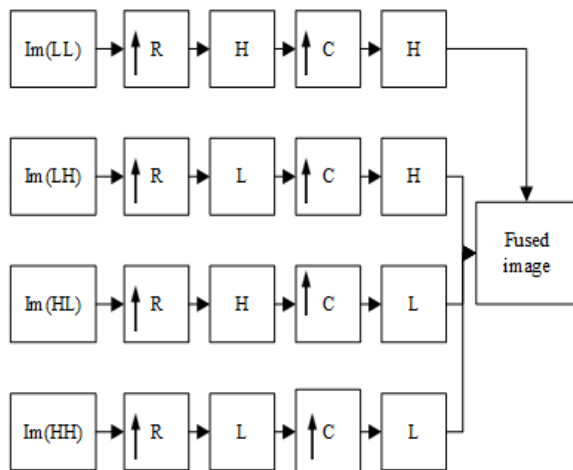 Im(LL) R H C H
Im(LH) R L C H
Fused
image
Im(HL) R H C L
Im(HH) R L C L